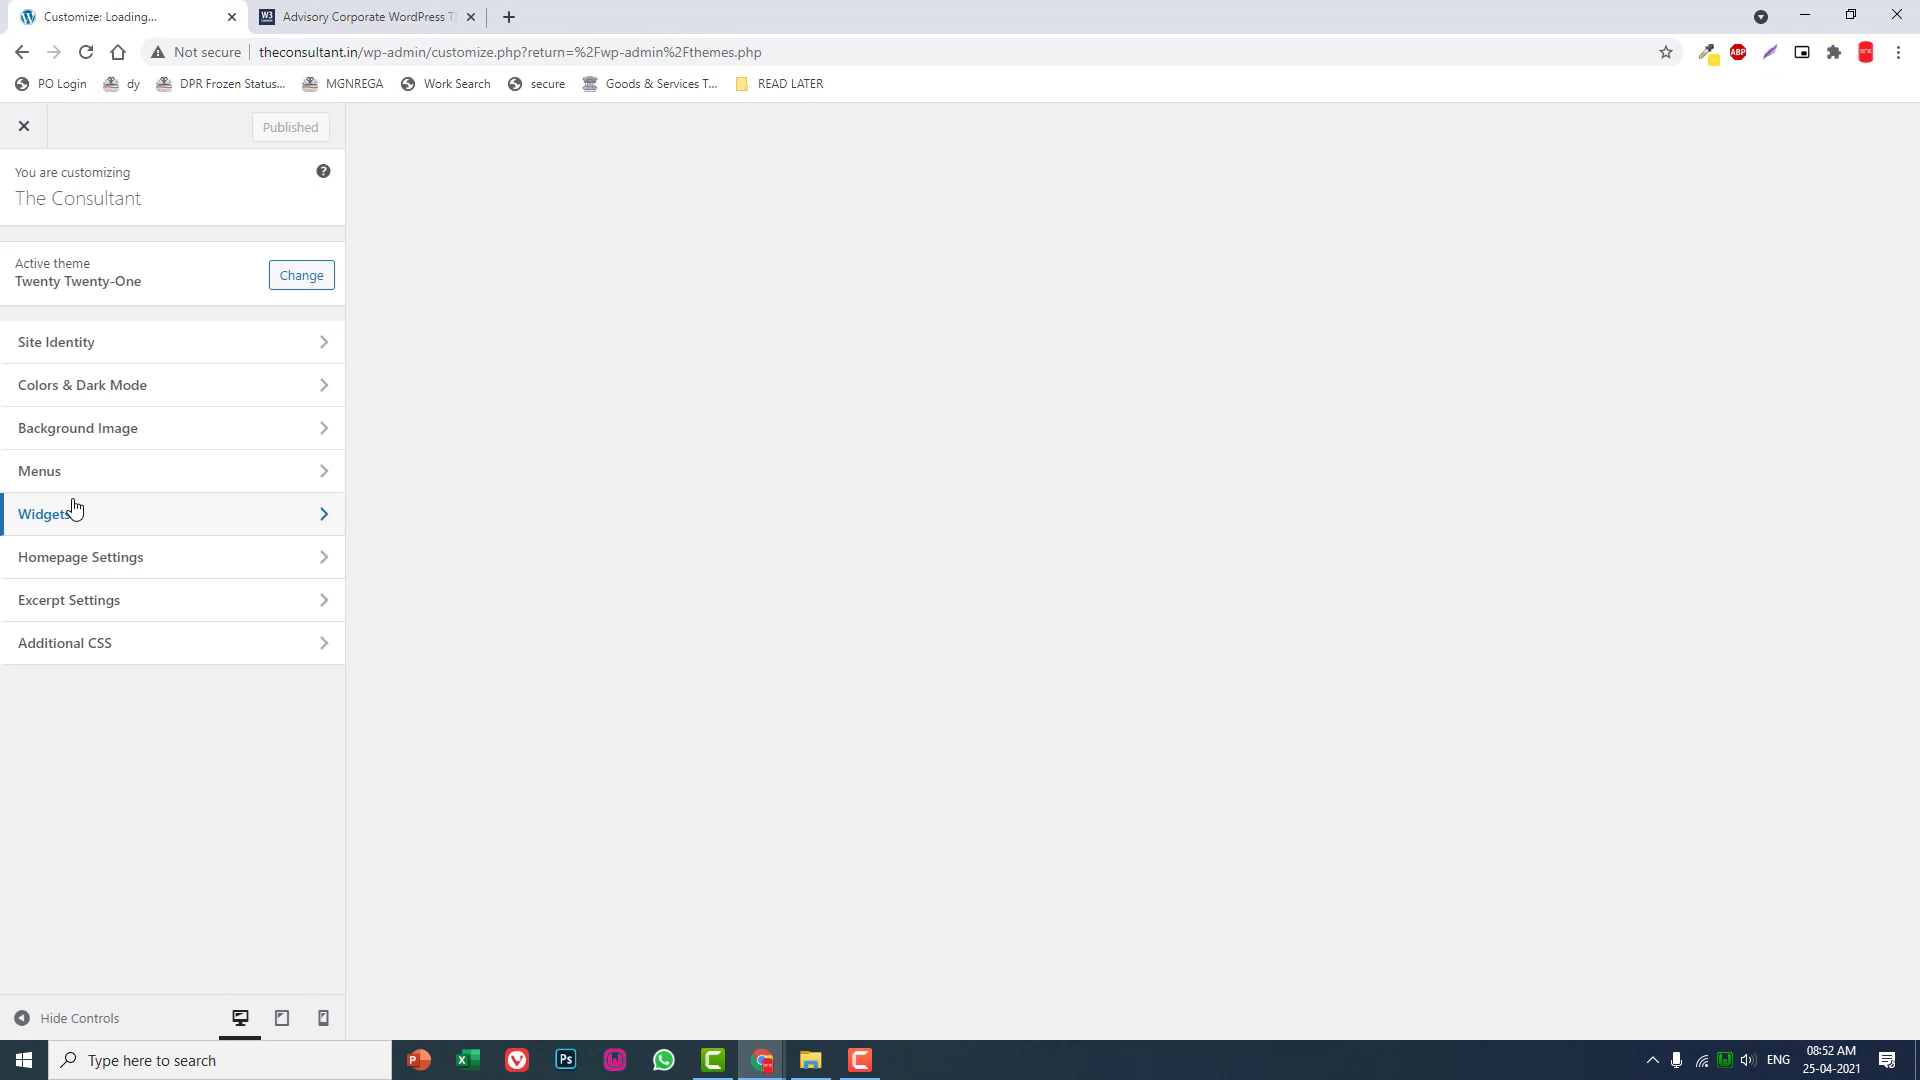 Customize: Loading...
Advisory Corporate WordPress T
Not secure
theconsultant.in/wp-admin/customize.php?return=%2Fwp-admin%2Fthemes.php
PO Login
dy
DPR Frozen Status...
MGNREGA
Work Search
secure
Goods & Services T...
READ LATER
Published
You are customizing
The Consultant
Active theme
Twenty Twenty-One
Change
Site Identity
Colors & Dark Mode
Background Image
Menus
Widgets
Homepage Settings
Excerpt Settings
Additional CSS
Hide Controls
Type here to search
ENG
08:52 AM
25-04-2021